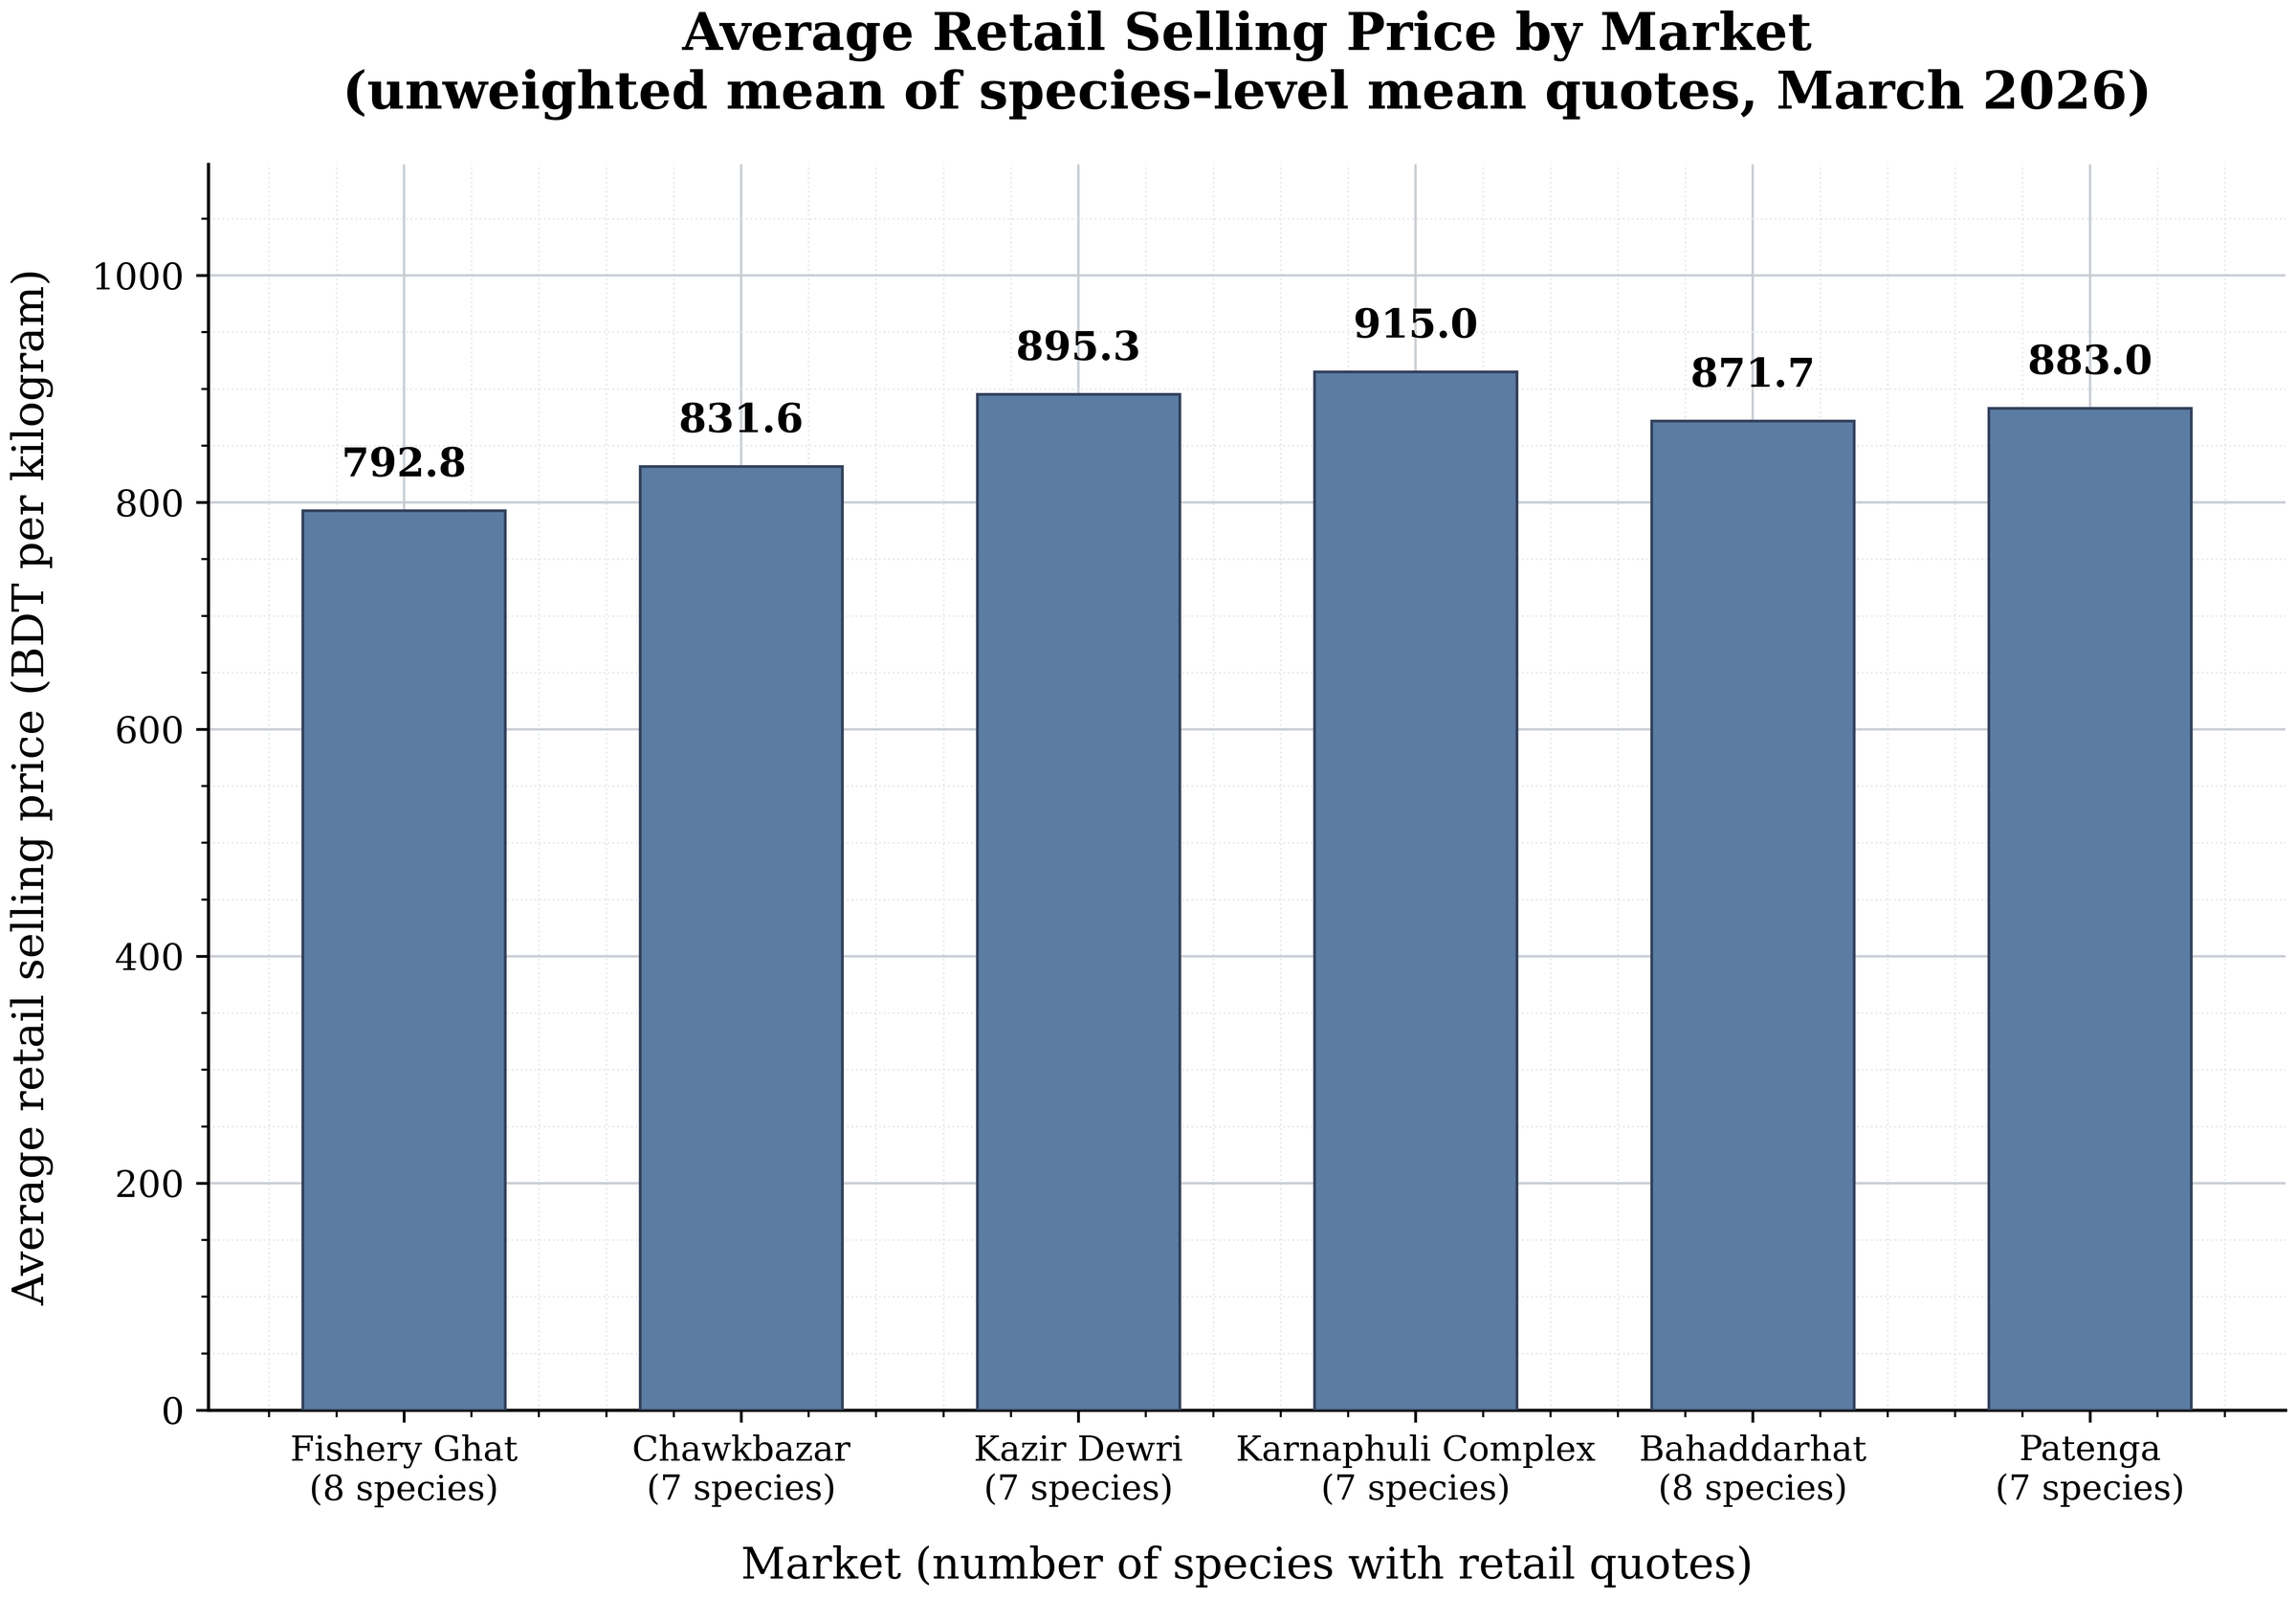 Average Retail Selling Price by Market
(unweighted mean of species-level mean quotes, March 2026)
Average retail selling price (BDT per kilogram)
1000
800
600
400
200
0
792.8
831.6
895.3
915.0
871.7
883.0
Fishery Ghat
(8 species)
Chawkbazar
(7 species)
Kazir Dewri
(7 species)
Karnaphuli Complex
(7 species)
Bahaddarhat
(8 species)
Patenga
(7 species)
Market (number of species with retail quotes)